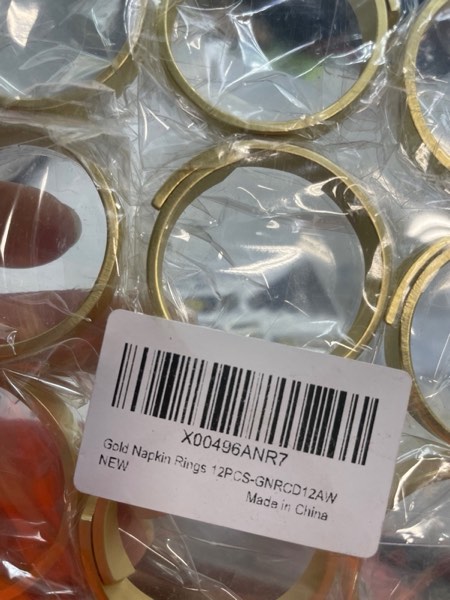 X00496ANR7
Gold Napkin Rings 12PCS-GNRCD12AW
NEW
Made in China